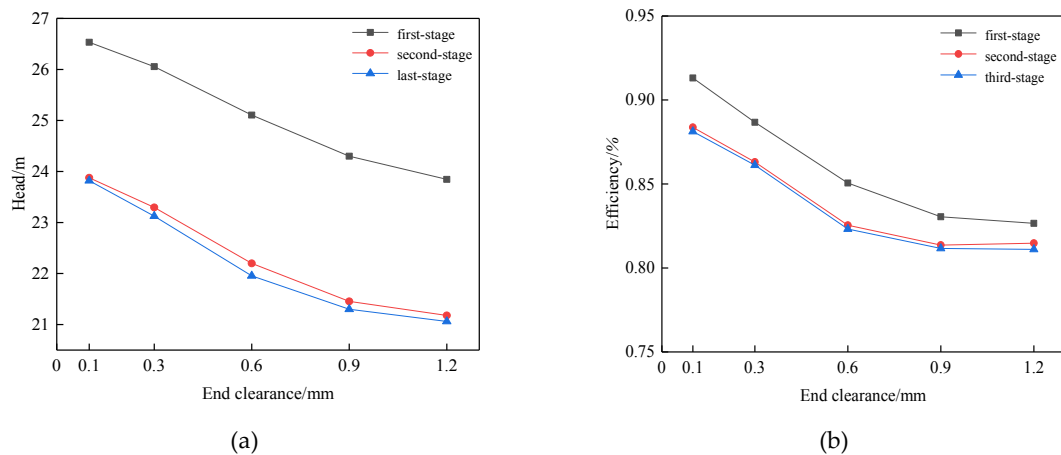 27
26
25
24
23
22
21
Head/m
first-stage
second-stage
last-stage
0 0.1 0.3 0.6 0.9 1.2
End clearance/mm
(a)
0.95
0.90
0.85
0.80
0.75
Efficiency/%
first-stage
second-stage
third-stage
0 0.1 0.3 0.6 0.9 1.2
End clearance/mm
(b)